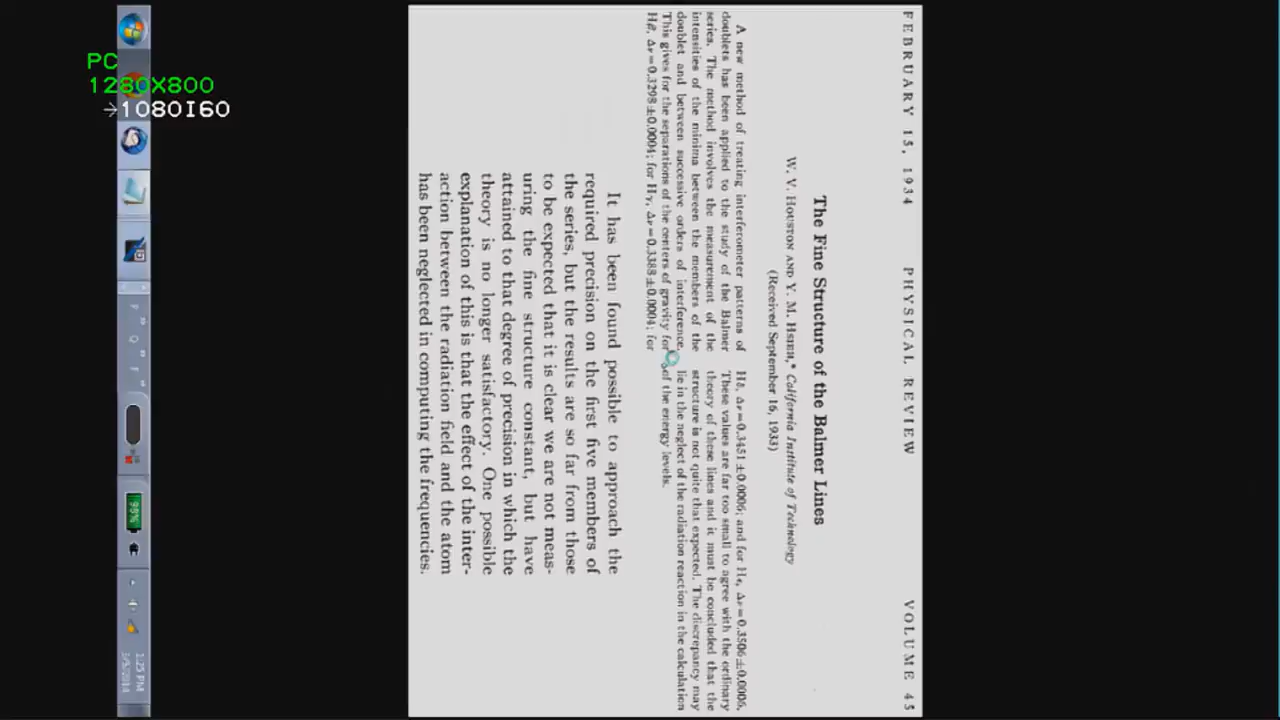 PC
1280X800
→1080I60
FEBRUARY 15, 1934 PHYSICAL REVIEW VOLUME 45
The Fine Structure of the Balmer Lines
W. V. HOUSTON AND Y. M. HSIEH,* California Institute of Technology
(Received September 16, 1933)
A new method of treating interferometer patterns of
doublets has been applied to the study of the Balmer
series. The method involves the measurement of the
intensities of the minima between the members of the
doublet and between successive orders of interference.
This gives for the separations of the centers of gravity for
Hβ, Δν=0.3298±0.0004; for Hγ, Δν=0.3388±0.0004; for
Hδ, Δν=0.3451±0.0006; and for Hε, Δν=0.3506±0.0006.
These values are far too small to agree with the ordinary
theory of these lines and it must be concluded that the
structure is not quite that expected. The discrepancy may
lie in the neglect of the radiation reaction in the calculation
of the energy levels.
It has been found possible to approach the
required precision on the first five members of
the series, but the results are so far from those
to be expected that it is clear we are not meas-
uring the fine structure constant, but have
attained to that degree of precision in which the
theory is no longer satisfactory. One possible
explanation of this is that the effect of the inter-
action between the radiation field and the atom
has been neglected in computing the frequencies.
98%
1:25 PM